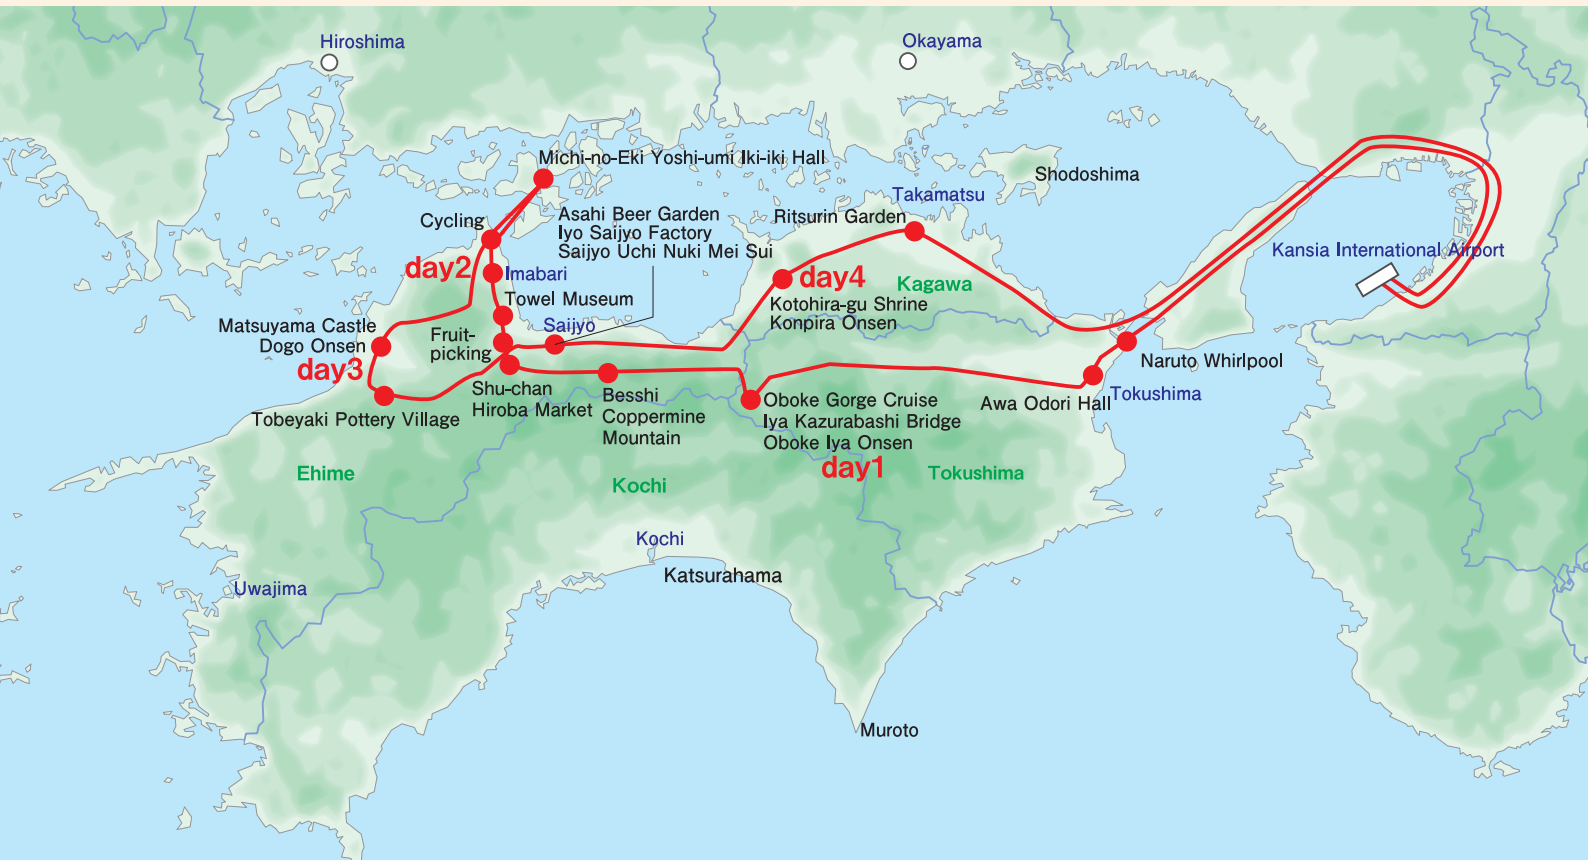 Hiroshima
Okayama
Michi-no-Eki Yoshi-umi Iki-iki Hall
Shodoshima
Takamatsu
Cycling
Asahi Beer Garden
Iyo Saijyo Factory
Saijyo Uchi Nuki Mei Sui
Ritsurin Garden
Kansia International Airport
day2
Imabari
day4
Kagawa
Towel Museum
Kotohira-gu Shrine
Konpira Onsen
Matsuyama Castle
Dogo Onsen
Saijyo
Fruit-
picking
day3
Naruto Whirlpool
Shu-chan
Hiroba Market
Besshi
Coppermine
Mountain
Oboke Gorge Cruise
Iya Kazurabashi Bridge
Oboke Iya Onsen
day1
Awa Odori Hall
Tokushima
Tobeyaki Pottery Village
Ehime
Kochi
Tokushima
Kochi
Katsurahama
Uwajima
Muroto